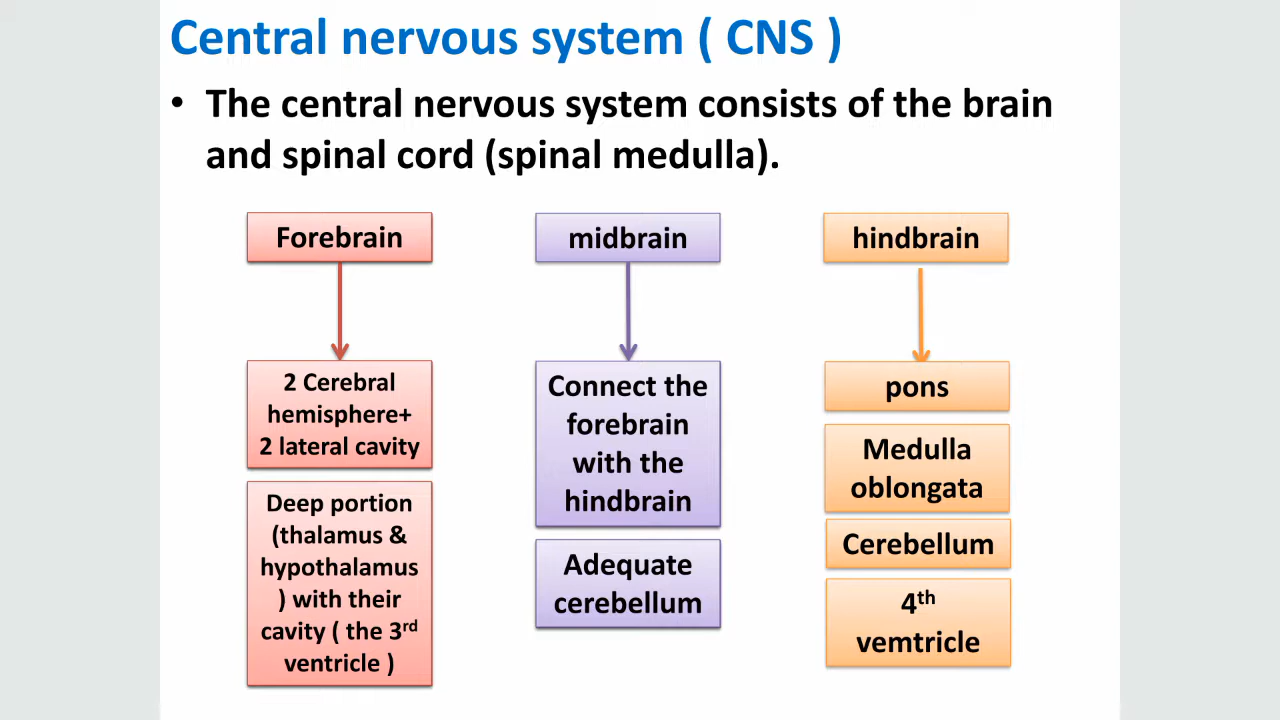 Central nervous system ( CNS )
• The central nervous system consists of the brain
and spinal cord (spinal medulla).
Forebrain
midbrain
hindbrain
2 Cerebral
hemisphere+
2 lateral cavity
Deep portion
(thalamus &
hypothalamus
) with their
cavity ( the 3rd
ventricle )
Connect the
forebrain
with the
hindbrain
Adequate
cerebellum
pons
Medulla
oblongata
Cerebellum
4th
vemtricle